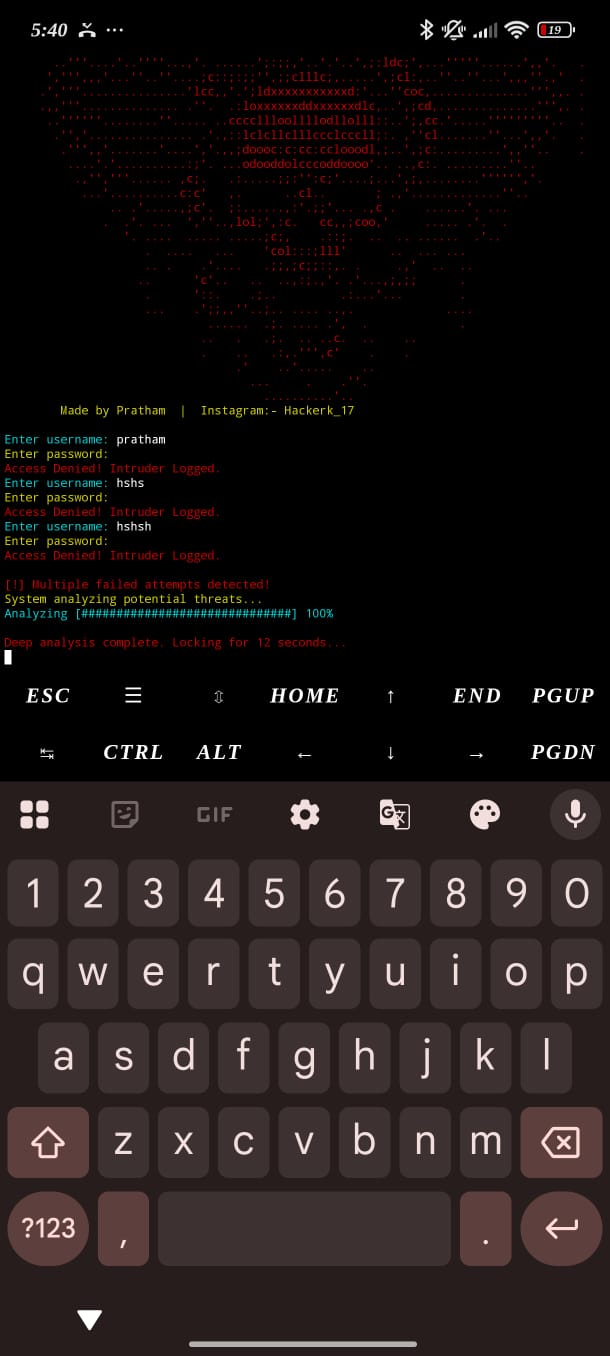 5:40 ... 19
Made by Pratham | Instagram:- Hackerk_17
Enter username: pratham
Enter password:
Access Denied! Intruder Logged.
Enter username: hshs
Enter password:
Access Denied! Intruder Logged.
Enter username: hshsh
Enter password:
Access Denied! Intruder Logged.
[!] Multiple failed attempts detected!
System analyzing potential threats...
Analyzing [##############################] 100%
Deep analysis complete. Locking for 12 seconds...
ESC ☰ ⇳ HOME ↑ END PGUP
↹ CTRL ALT ← ↓ → PGDN
GIF G文
1 2 3 4 5 6 7 8 9 0
q w e r t y u i o p
a s d f g h j k l
z x c v b n m
?123 , .